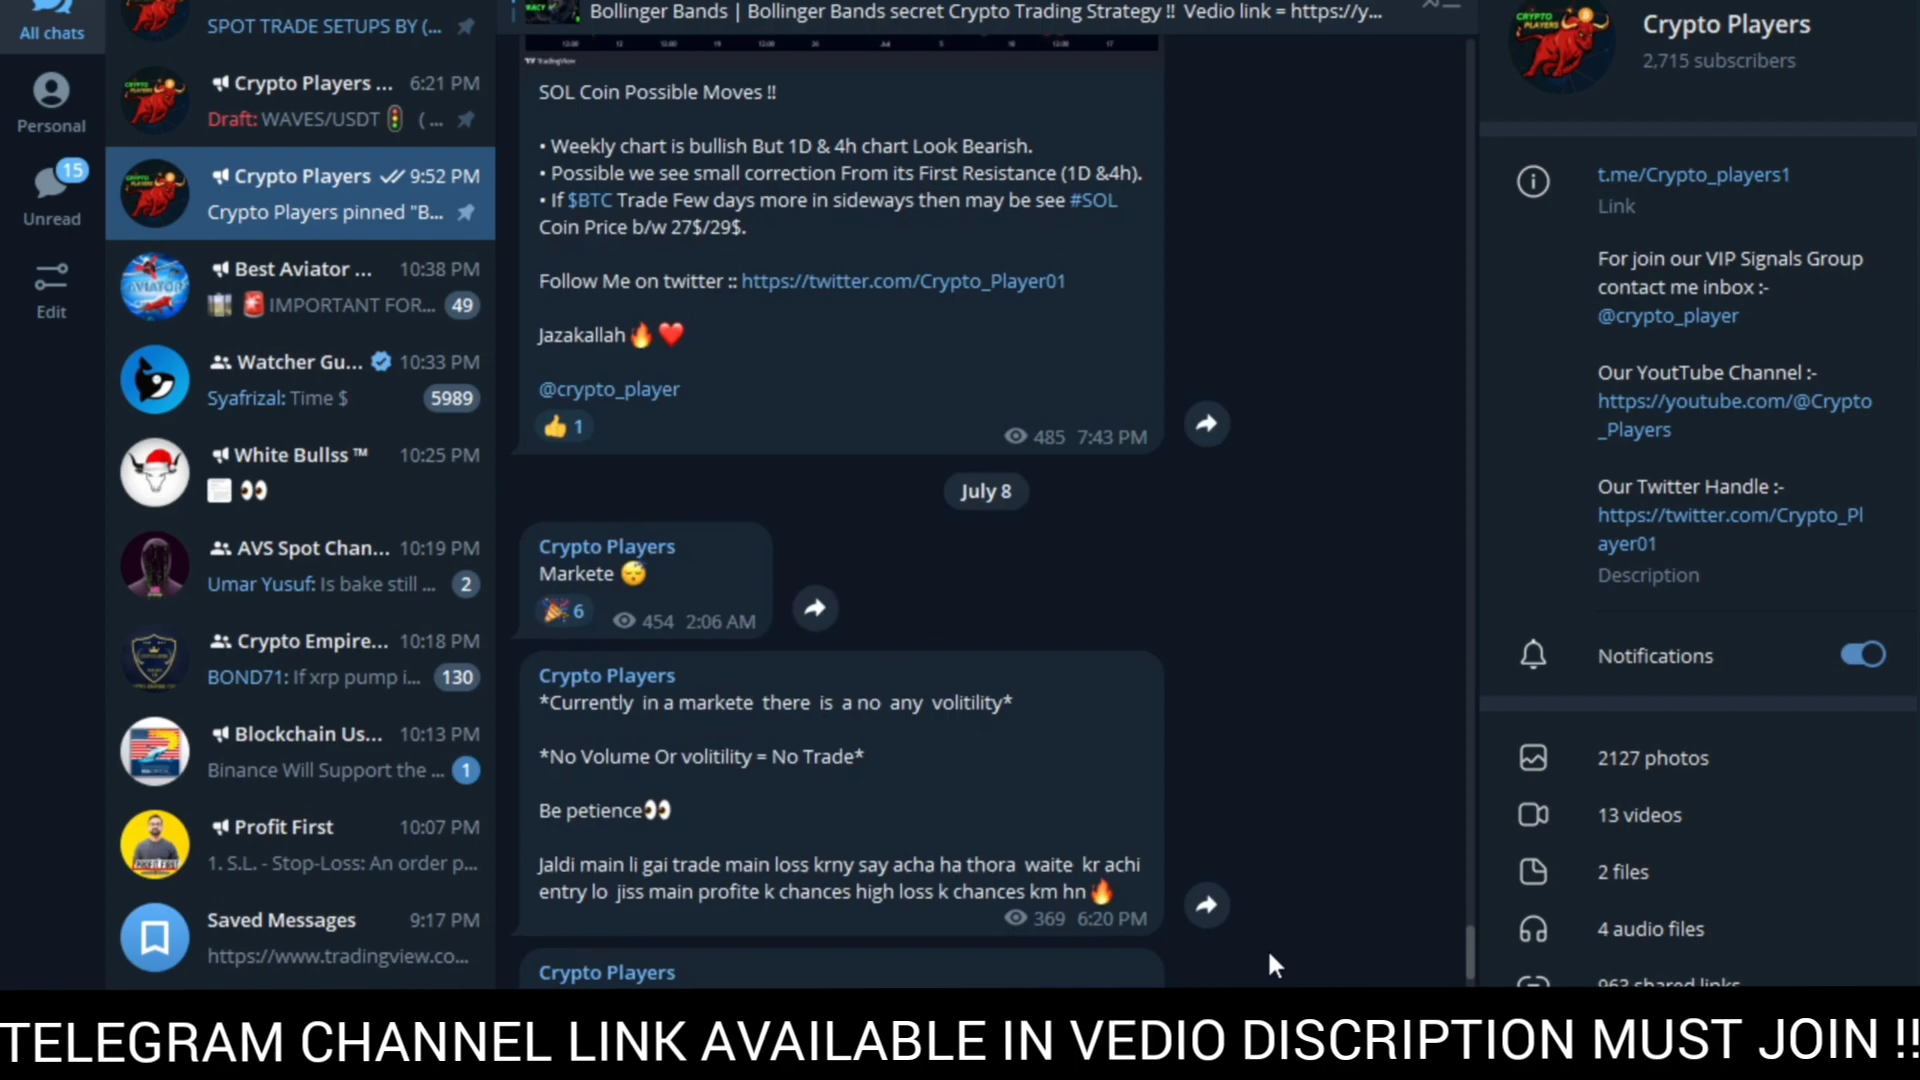 All chats
Personal
15
Unread
Edit
SPOT TRADE SETUPS BY (...
Crypto Players ... 6:21 PM
Draft: WAVES/USDT 🚦 ( ...
Crypto Players 9:52 PM
Crypto Players pinned "B...
Best Aviator ... 10:38 PM
🚨 IMPORTANT FOR... 49
Watcher Gu... 10:33 PM
Syafrizal: Time $ 5989
White Bullss ™ 10:25 PM
👀
AVS Spot Chan... 10:19 PM
Umar Yusuf: Is bake still ... 2
Crypto Empire... 10:18 PM
BOND71: If xrp pump i... 130
Blockchain Us... 10:13 PM
Binance Will Support the ... 1
Profit First 10:07 PM
1. S.L. - Stop-Loss: An order p...
Saved Messages 9:17 PM
https://www.tradingview.co...
Bollinger Bands | Bollinger Bands secret Crypto Trading Strategy !! Vedio link = https://y...
TradingView
SOL Coin Possible Moves !!
• Weekly chart is bullish But 1D & 4h chart Look Bearish.
• Possible we see small correction From its First Resistance (1D &4h).
• If $BTC Trade Few days more in sideways then may be see #SOL
Coin Price b/w 27$/29$.
Follow Me on twitter :: https://twitter.com/Crypto_Player01
Jazakallah 🔥 ❤️
@crypto_player
👍 1
485 7:43 PM
July 8
Crypto Players
Markete 😴
🎉 6 454 2:06 AM
Crypto Players
*Currently in a markete there is a no any volitility*
*No Volume Or volitility = No Trade*
Be petience👀
Jaldi main li gai trade main loss krny say acha ha thora waite kr achi
entry lo jiss main profite k chances high loss k chances km hn 🔥
369 6:20 PM
Crypto Players
Crypto Players
2,715 subscribers
t.me/Crypto_players1
Link
For join our VIP Signals Group
contact me inbox :-
@crypto_player
Our YoutTube Channel :-
https://youtube.com/@Crypto
_Players
Our Twitter Handle :-
https://twitter.com/Crypto_Pl
ayer01
Description
Notifications
2127 photos
13 videos
2 files
4 audio files
963 shared links
TELEGRAM CHANNEL LINK AVAILABLE IN VEDIO DISCRIPTION MUST JOIN !!